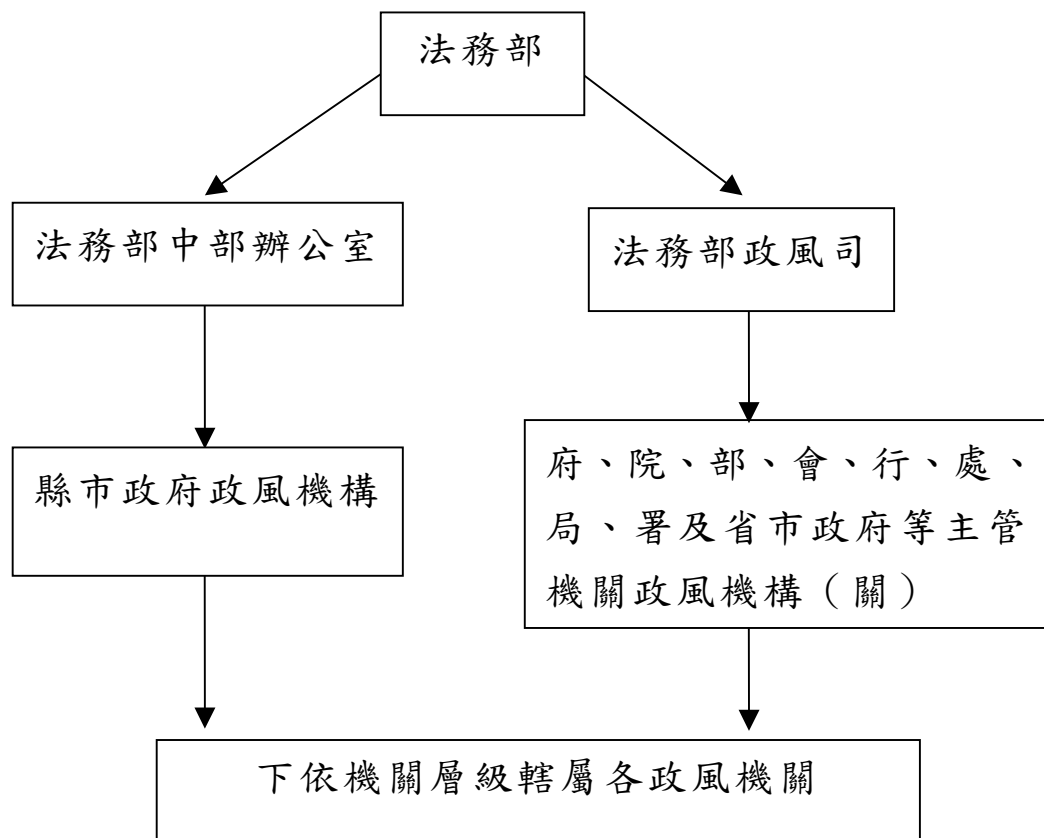 法務部
法務部中部辦公室
法務部政風司
縣市政府政風機構
府、院、部、會、行、處、
局、署及省市政府等主管
機關政風機構（關）
下依機關層級轄屬各政風機關